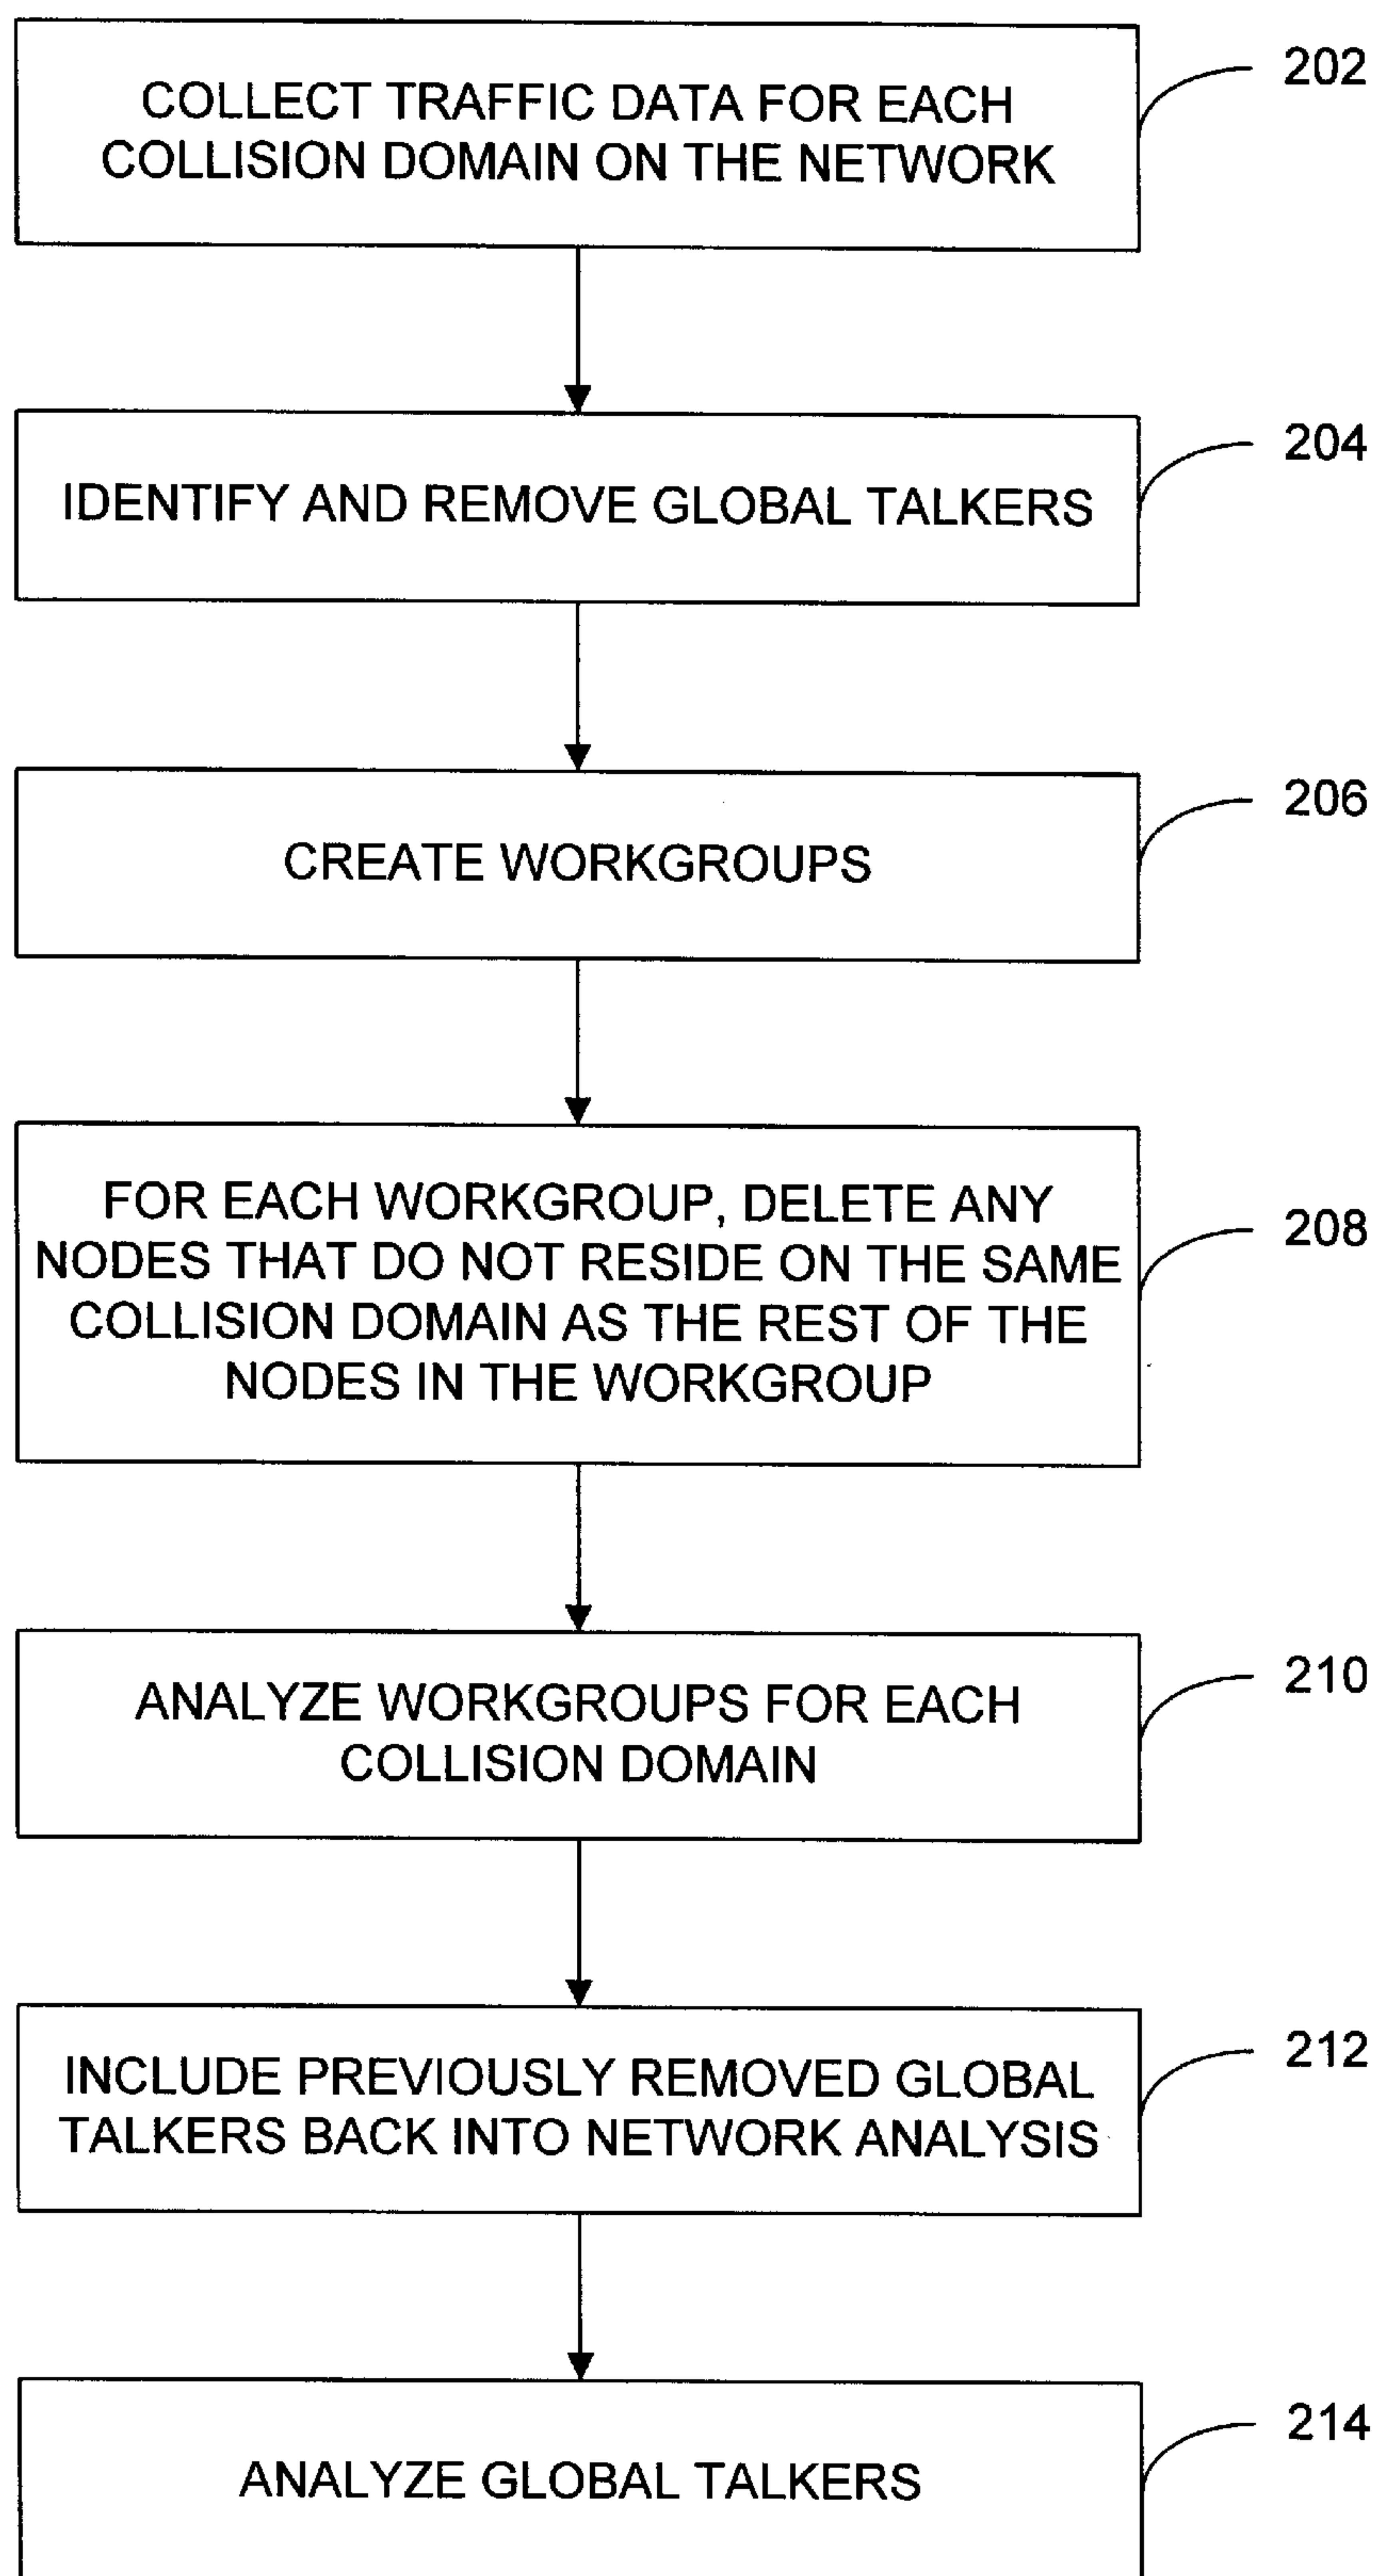 COLLECT TRAFFIC DATA FOR EACH
COLLISION DOMAIN ON THE NETWORK
202
IDENTIFY AND REMOVE GLOBAL TALKERS
204
CREATE WORKGROUPS
206
FOR EACH WORKGROUP, DELETE ANY
NODES THAT DO NOT RESIDE ON THE SAME
COLLISION DOMAIN AS THE REST OF THE
NODES IN THE WORKGROUP
208
ANALYZE WORKGROUPS FOR EACH
COLLISION DOMAIN
210
INCLUDE PREVIOUSLY REMOVED GLOBAL
TALKERS BACK INTO NETWORK ANALYSIS
212
ANALYZE GLOBAL TALKERS
214